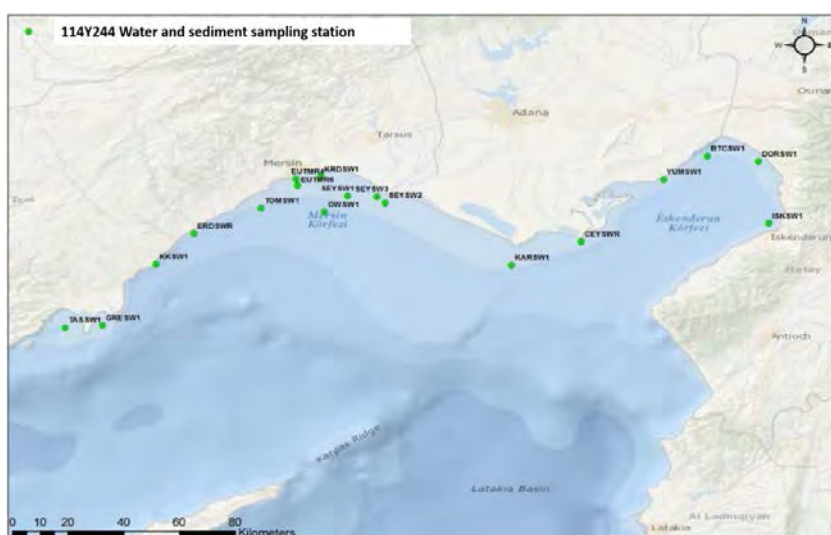 114Y244 Water and sediment sampling station
N
W
S
Adana
Tarsus
Mersin
BTCSW1
DORSW1
KRDSW1
EUTMR6
YUMSW1
SEYSW1
SEYSW3
SEYSW2
OWSW1
TOMSW1
Mersin
Körfezi
İskenderun
Körfezi
ISKSW1
İskenderun
ERDSWR
CEYSWR
Hatay
KKSW1
KARSW1
TASSW1
GRESW1
Antioch
Karpas Ridge
Latakia Basin
Al Ladhiqiyah
Latakia
0 10 20 40 60 80
Kilometers